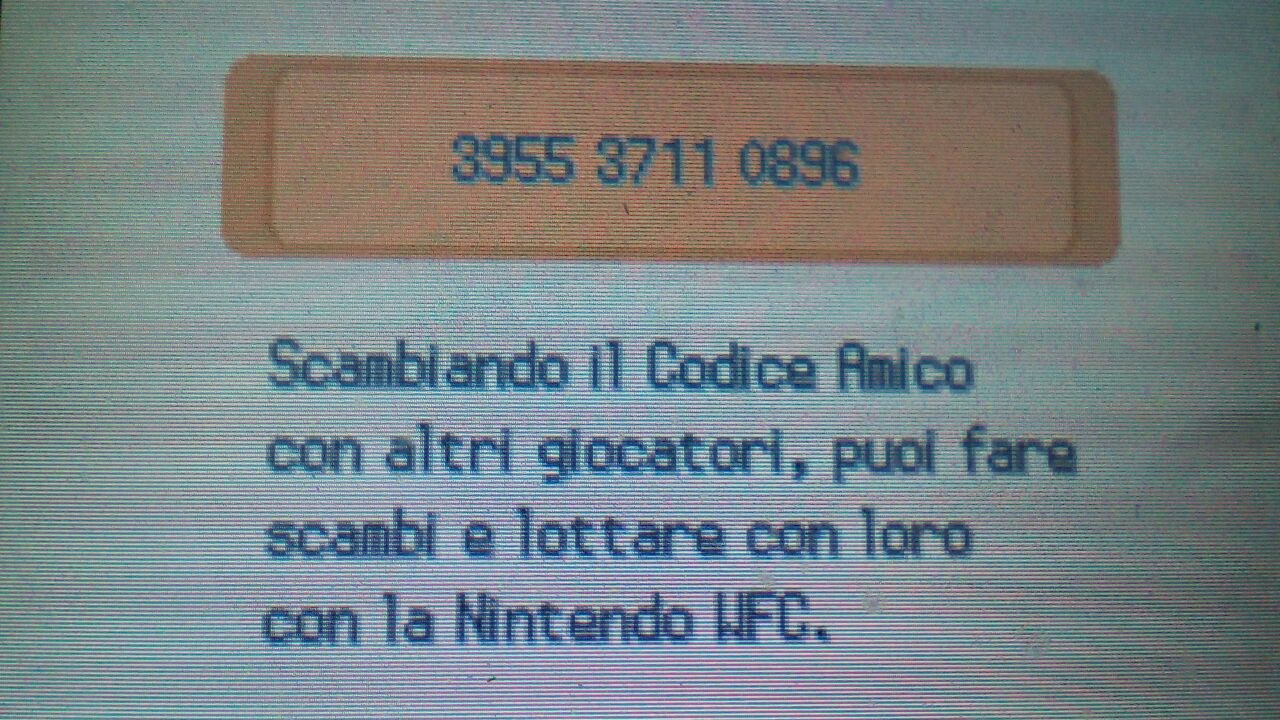 3955 3711 0896
Scambiando il Codice Amico
con altri giocatori, puoi fare
scambi e lottare con loro
con la Nintendo WFC.